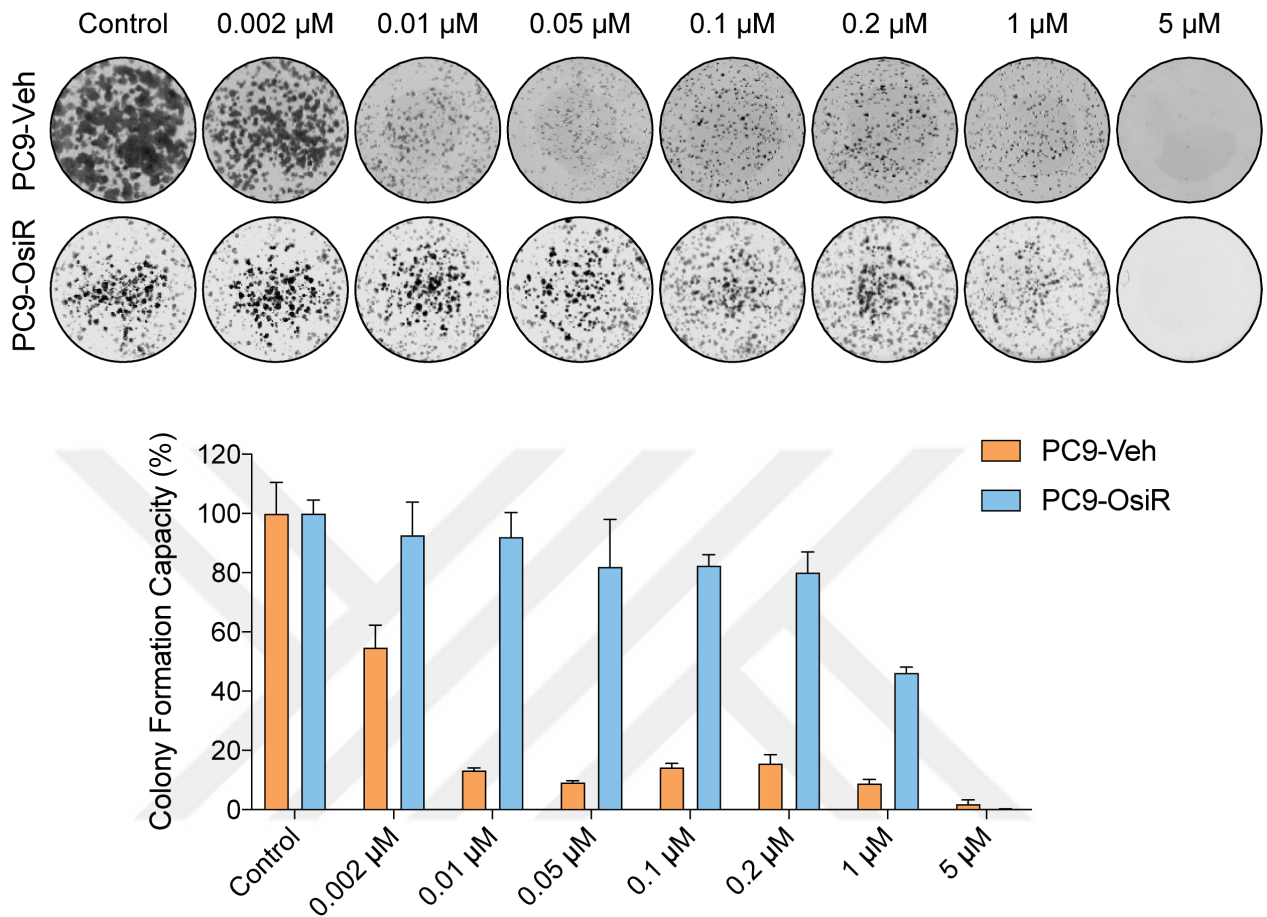 Control 0.002 µM 0.01 µM 0.05 µM 0.1 µM 0.2 µM 1 µM 5 µM
PC9-Veh
PC9-OsiR
Colony Formation Capacity (%)
120
100
80
60
40
20
0
Control 0.002 µM 0.01 µM 0.05 µM 0.1 µM 0.2 µM 1 µM 5 µM
PC9-Veh
PC9-OsiR